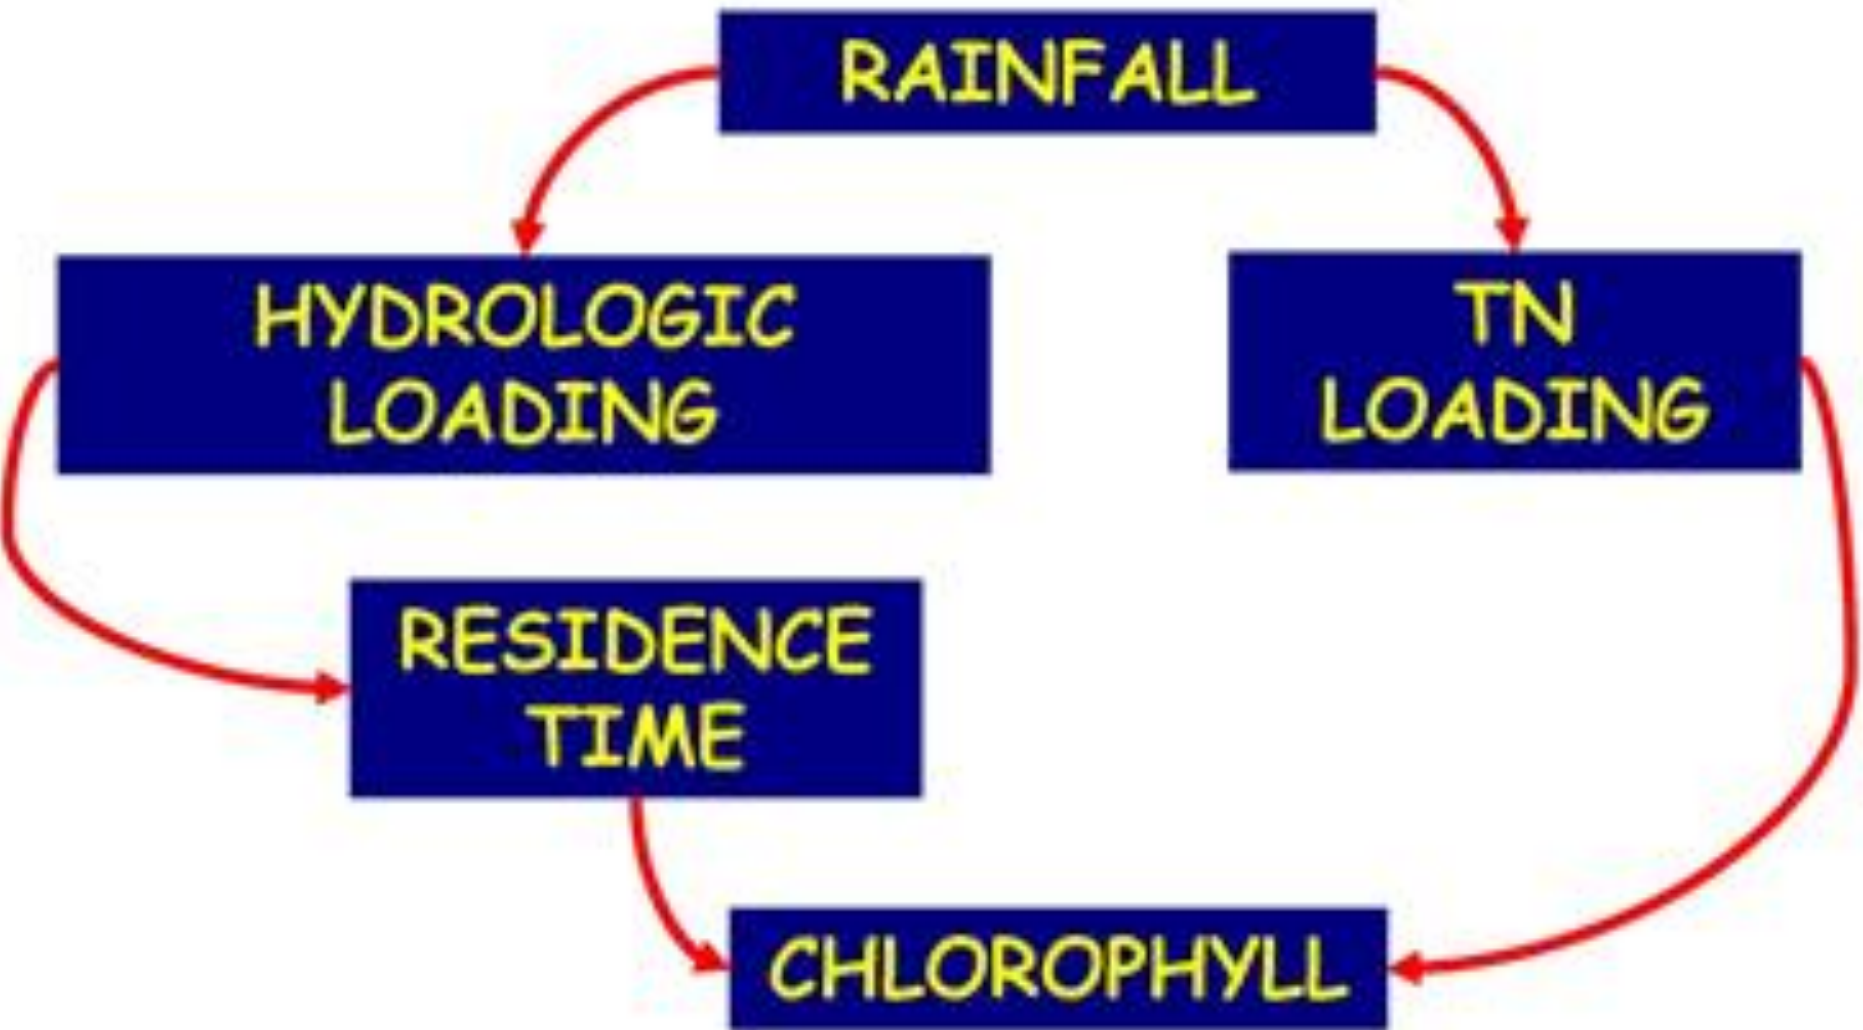 RAINFALL
HYDROLOGIC
LOADING
TN
LOADING
RESIDENCE
TIME
CHLOROPHYLL